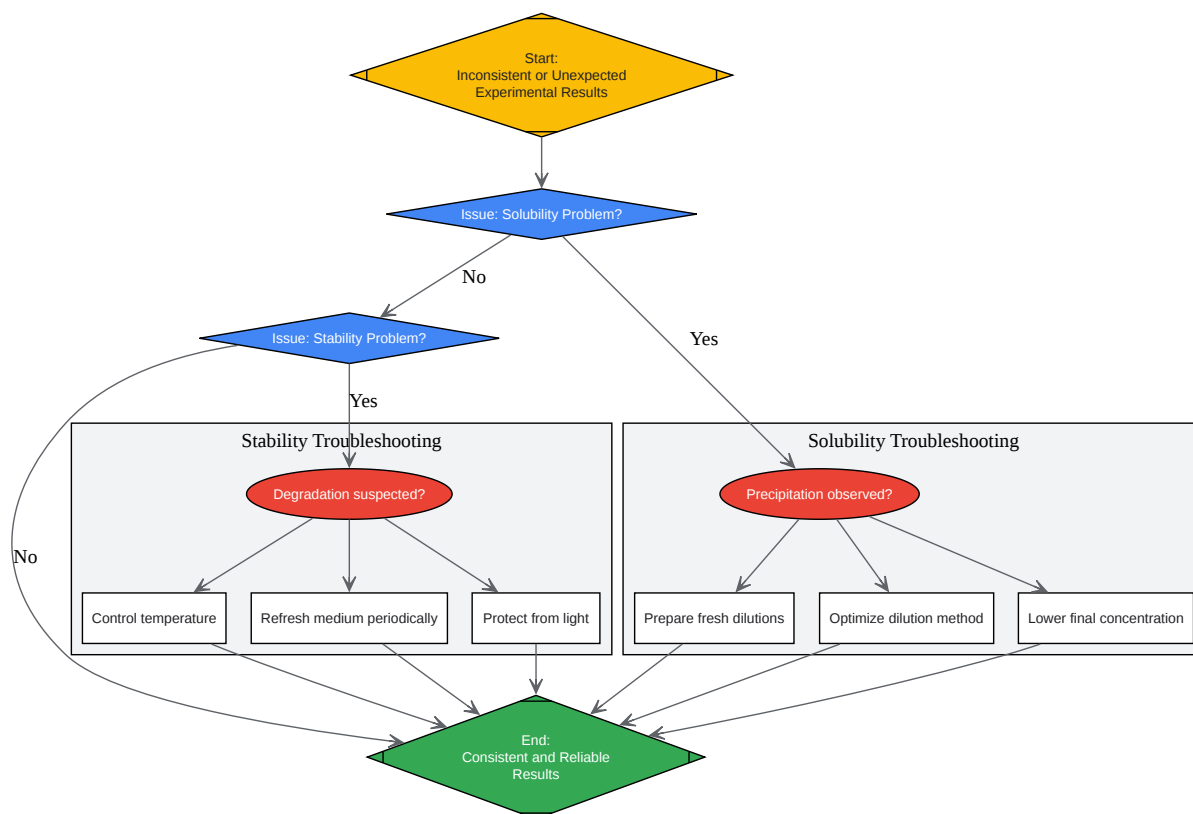 Start:
Inconsistent or Unexpected
Experimental Results
Issue: Solubility Problem?
No
Yes
Issue: Stability Problem?
Yes
No
Stability Troubleshooting
Degradation suspected?
Control temperature
Refresh medium periodically
Protect from light
Solubility Troubleshooting
Precipitation observed?
Prepare fresh dilutions
Optimize dilution method
Lower final concentration
End:
Consistent and Reliable
Results